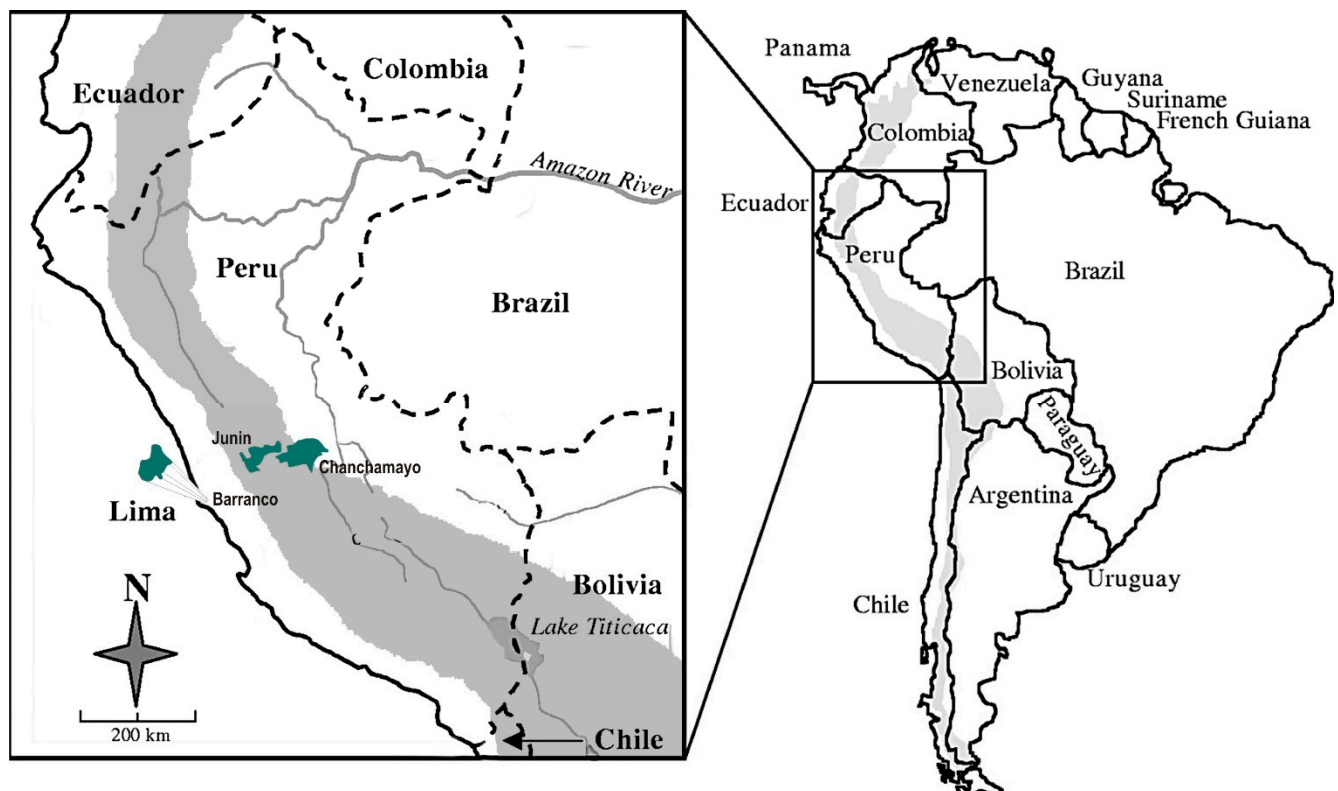 Ecuador
Colombia
Amazon River
Peru
Brazil
Junin
Chanchamayo
Barranco
Lima
N
Bolivia
Lake Titicaca
200 km
Chile
Panama
Venezuela
Guyana
Suriname
French Guiana
Colombia
Ecuador
Peru
Brazil
Bolivia
Paraguay
Argentina
Chile
Uruguay